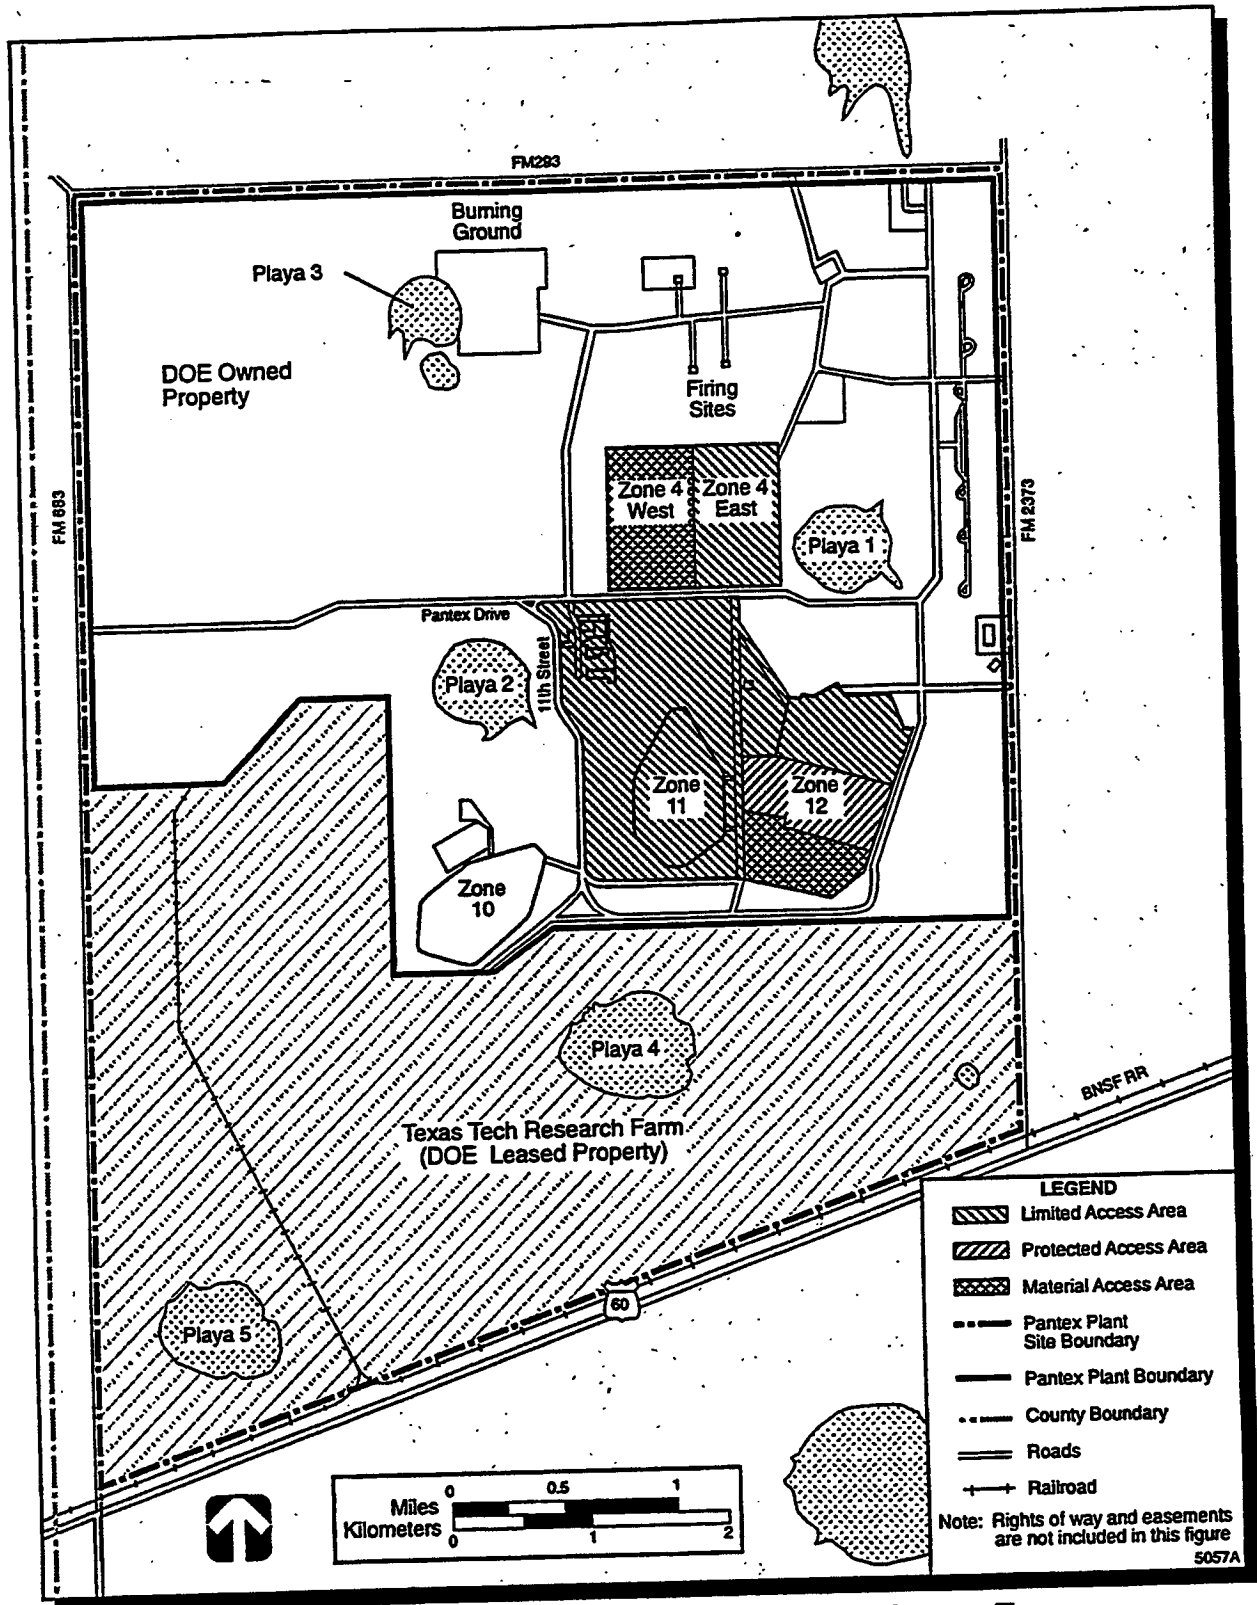 FM293
Burning
Ground
Playa 3
DOE Owned
Property
Firing
Sites
FM 683
Zone 4
West
Zone 4
East
FM 2373
Playa 1
Pantex Drive
11th Street
Playa 2
Zone
11
Zone
12
Zone
10
Playa 4
BNSF RR
Texas Tech Research Farm
(DOE Leased Property)
60
Playa 5
LEGEND
Limited Access Area
Protected Access Area
Material Access Area
Pantex Plant
Site Boundary
Pantex Plant Boundary
County Boundary
Roads
Railroad
Note: Rights of way and easements
are not included in this figure
5057A
0 0.5 1
Miles
Kilometers
0 1 2